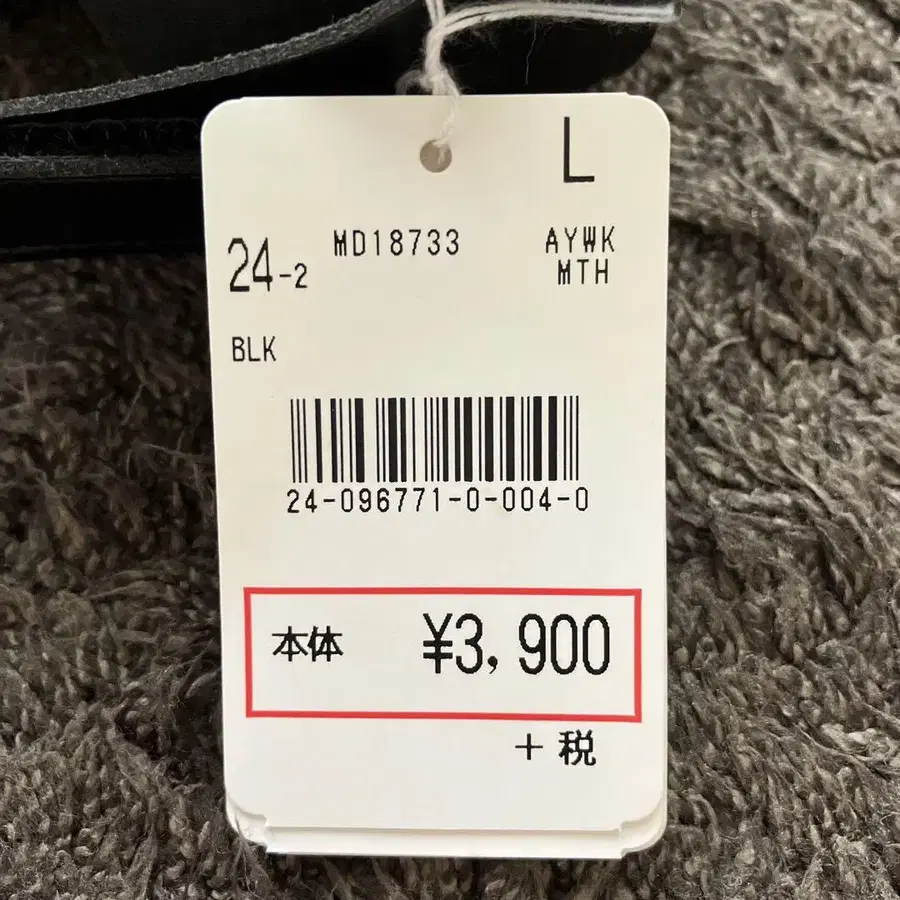 L
24-2 MD18733 AYWK
MTH
BLK
24-096771-0-004-0
本体 ¥3,900
+税